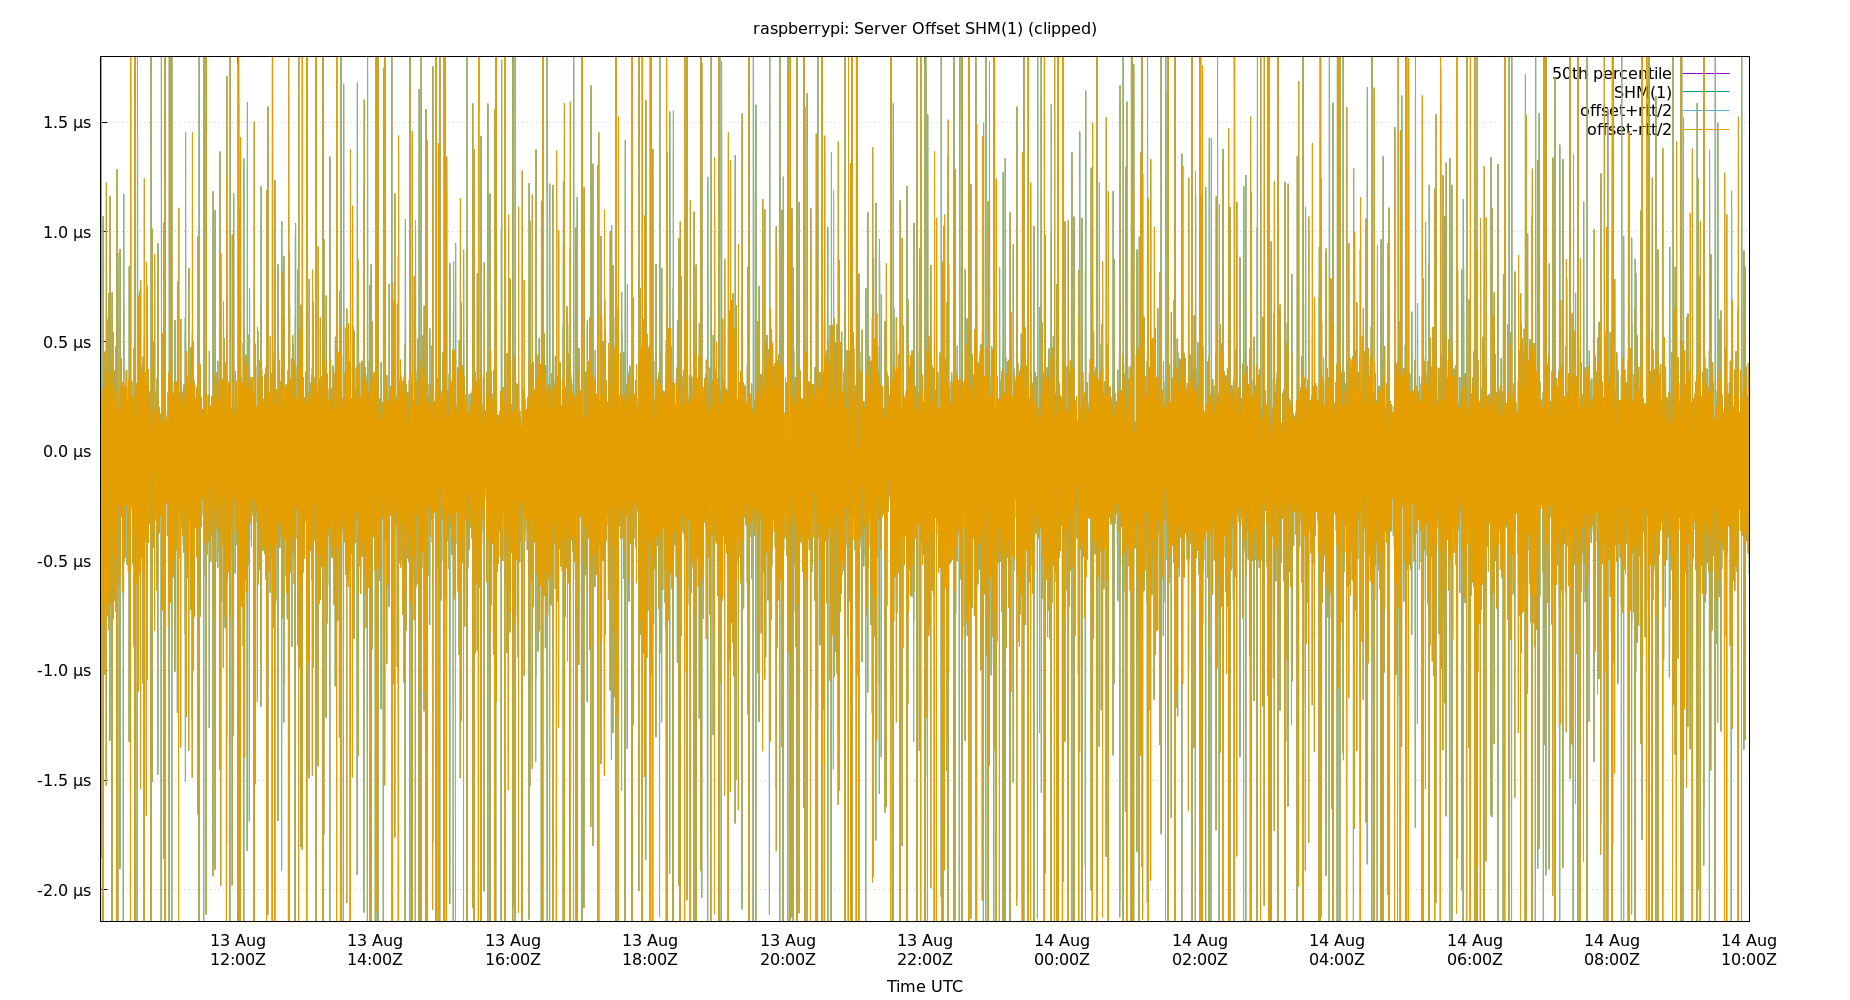 raspberrypi: Server Offset SHM(1) (clipped)
50th percentile
SHM(1)
offset+rtt/2
offset-rtt/2
1.5 µs
1.0 µs
0.5 µs
0.0 µs
-0.5 µs
-1.0 µs
-1.5 µs
-2.0 µs
13 Aug 13 Aug 13 Aug 13 Aug 13 Aug 13 Aug 14 Aug 14 Aug 14 Aug 14 Aug 14 Aug 14 Aug
12:00Z 14:00Z 16:00Z 18:00Z 20:00Z 22:00Z 00:00Z 02:00Z 04:00Z 06:00Z 08:00Z 10:00Z
Time UTC